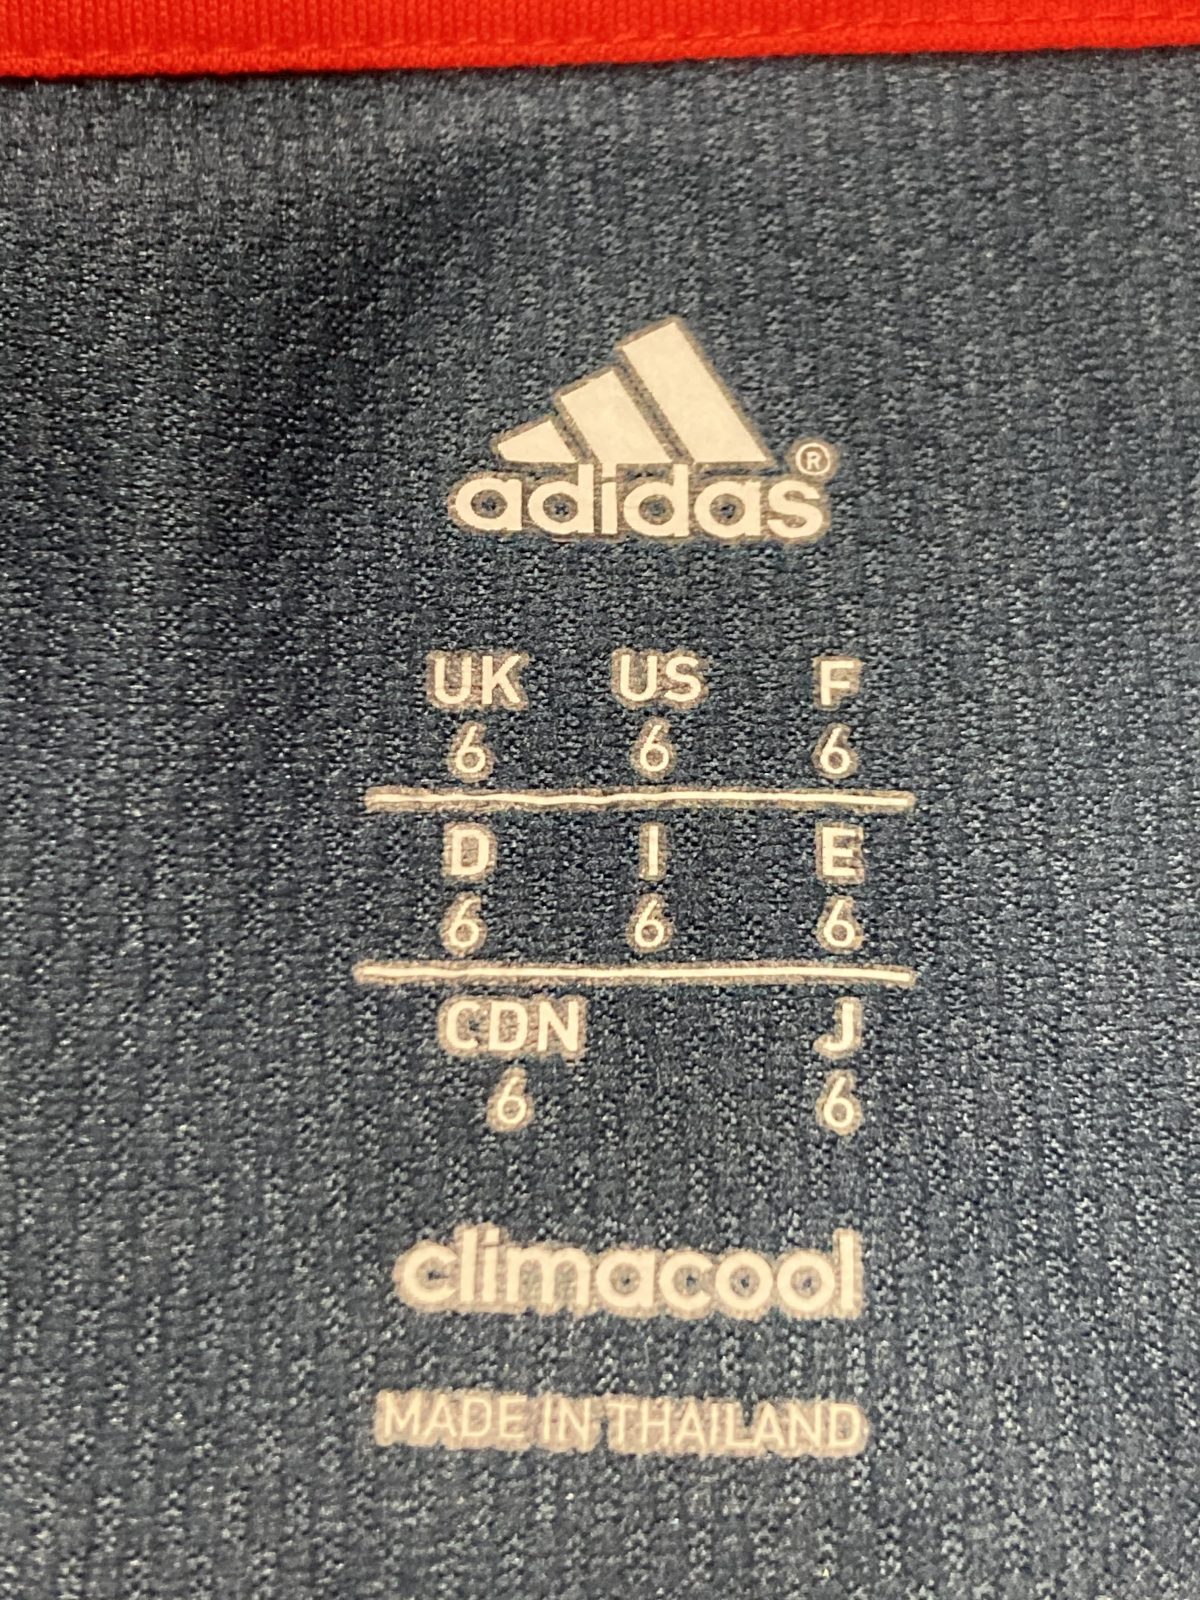 adidas®
UK US F
6 6 6
D I E
6 6 6
CDN J
6 6
climacool
MADE IN THAILAND